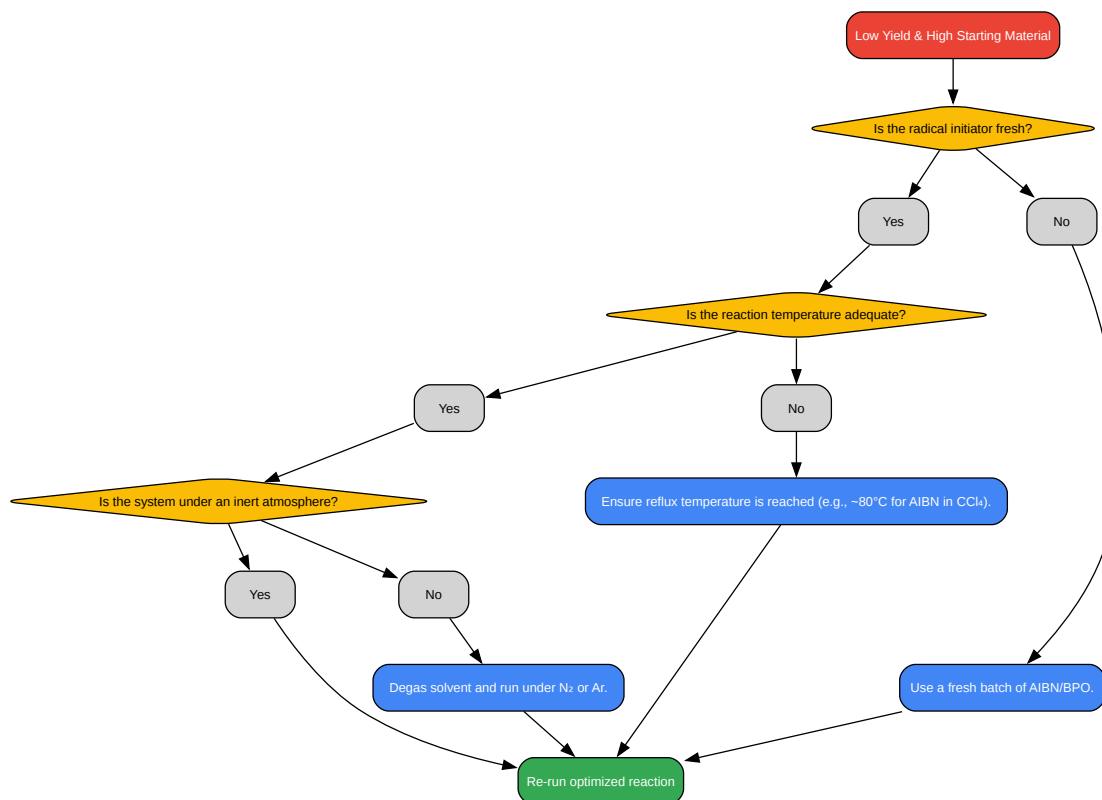 Low Yield & High Starting Material
Is the radical initiator fresh?
Yes
No
Is the reaction temperature adequate?
Yes
No
Is the system under an inert atmosphere?
Ensure reflux temperature is reached (e.g., ~80°C for AIBN in CCl₄).
Yes
No
Degas solvent and run under N₂ or Ar.
Use a fresh batch of AIBN/BPO.
Re-run optimized reaction